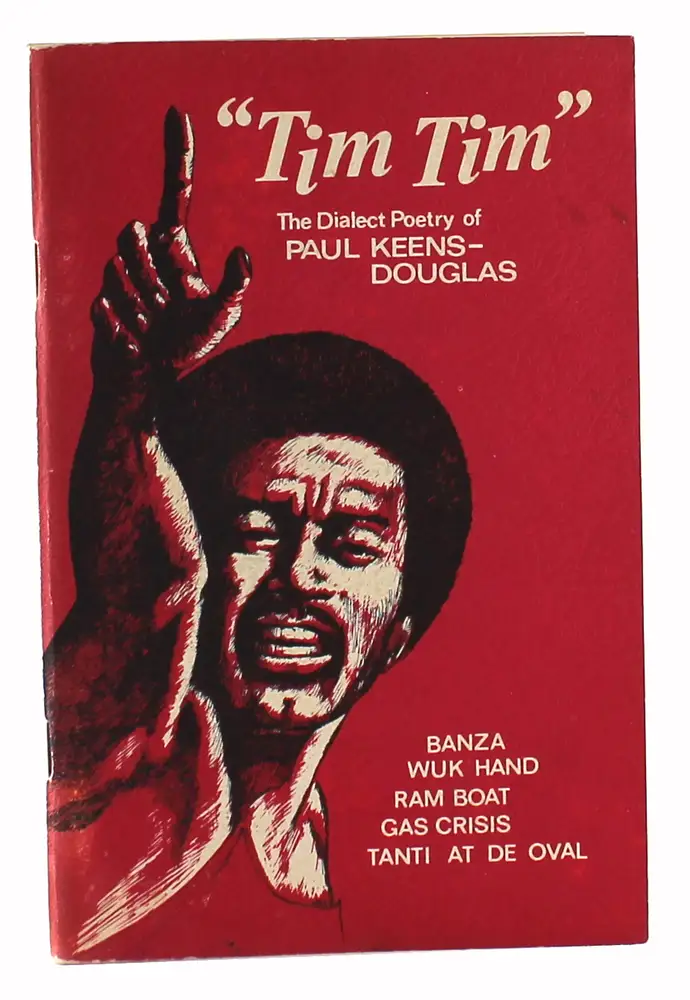 “Tim Tim”
The Dialect Poetry of
PAUL KEENS-
DOUGLAS
BANZA
WUK HAND
RAM BOAT
GAS CRISIS
TANTI AT DE OVAL